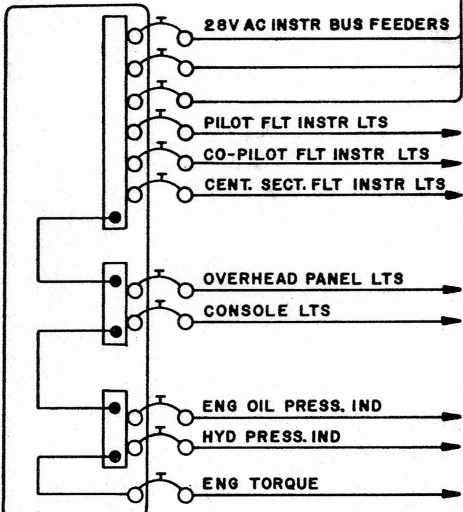 28V AC INSTR BUS FEEDERS
PILOT FLT INSTR LTS
CO-PILOT FLT INSTR LTS
CENT. SECT. FLT INSTR LTS
OVERHEAD PANEL LTS
CONSOLE LTS
ENG OIL PRESS. IND
HYD PRESS. IND
ENG TORQUE